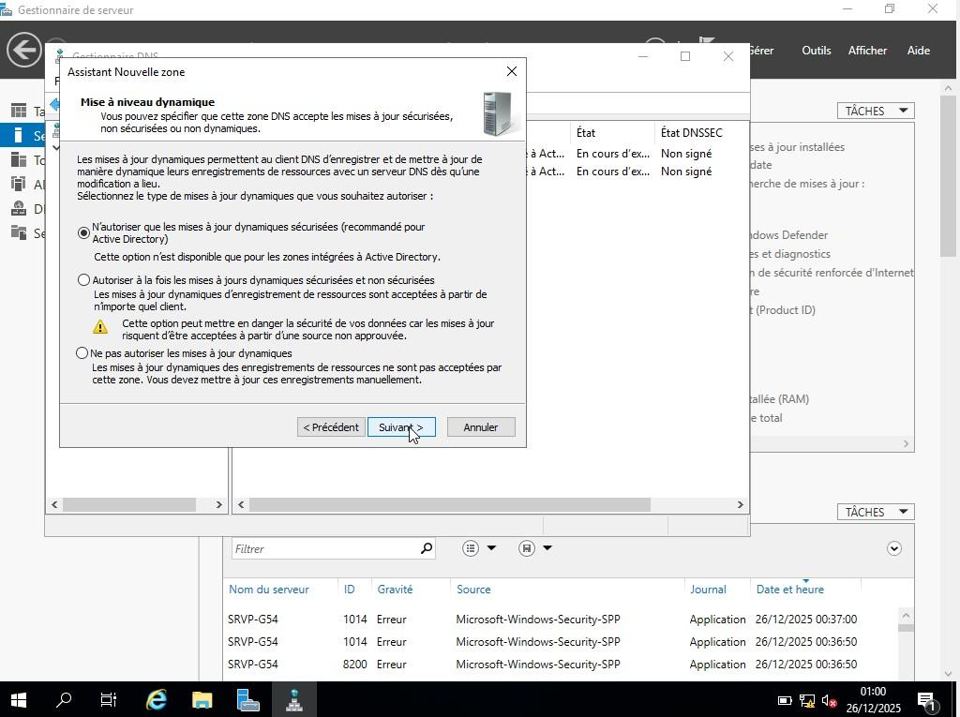 Gestionnaire de serveur
Gérer
Outils
Afficher
Aide
Gestionnaire DNS
Assistant Nouvelle zone
Mise à niveau dynamique
Vous pouvez spécifier que cette zone DNS accepte les mises à jour sécurisées,
non sécurisées ou non dynamiques.
Les mises à jour dynamiques permettent au client DNS d'enregistrer et de mettre à jour de
manière dynamique leurs enregistrements de ressources avec un serveur DNS dès qu'une
modification a lieu.
Sélectionnez le type de mises à jour dynamiques que vous souhaitez autoriser :
N'autoriser que les mises à jour dynamiques sécurisées (recommandé pour
Active Directory)
Cette option n'est disponible que pour les zones intégrées à Active Directory.
Autoriser à la fois les mises à jours dynamiques sécurisées et non sécurisées
Les mises à jour dynamiques d'enregistrement de ressources sont acceptées à partir de
n'importe quel client.
Cette option peut mettre en danger la sécurité de vos données car les mises à jour
risquent d'être acceptées à partir d'une source non approuvée.
Ne pas autoriser les mises à jour dynamiques
Les mises à jour dynamiques des enregistrements de ressources ne sont pas acceptées par
cette zone. Vous devez mettre à jour ces enregistrements manuellement.
< Précédent
Suivant >
Annuler
État
État DNSSEC
à Act... En cours d'ex... Non signé
à Act... En cours d'ex... Non signé
TÂCHES
ses à jour installées
date
herche de mises à jour :
dows Defender
es et diagnostics
n de sécurité renforcée d'Internet
re
t (Product ID)
tallée (RAM)
e total
TÂCHES
Filtrer
Nom du serveur ID Gravité Source Journal Date et heure
SRVP-G54 1014 Erreur Microsoft-Windows-Security-SPP Application 26/12/2025 00:37:00
SRVP-G54 1014 Erreur Microsoft-Windows-Security-SPP Application 26/12/2025 00:36:50
SRVP-G54 8200 Erreur Microsoft-Windows-Security-SPP Application 26/12/2025 00:36:50
01:00
26/12/2025
1